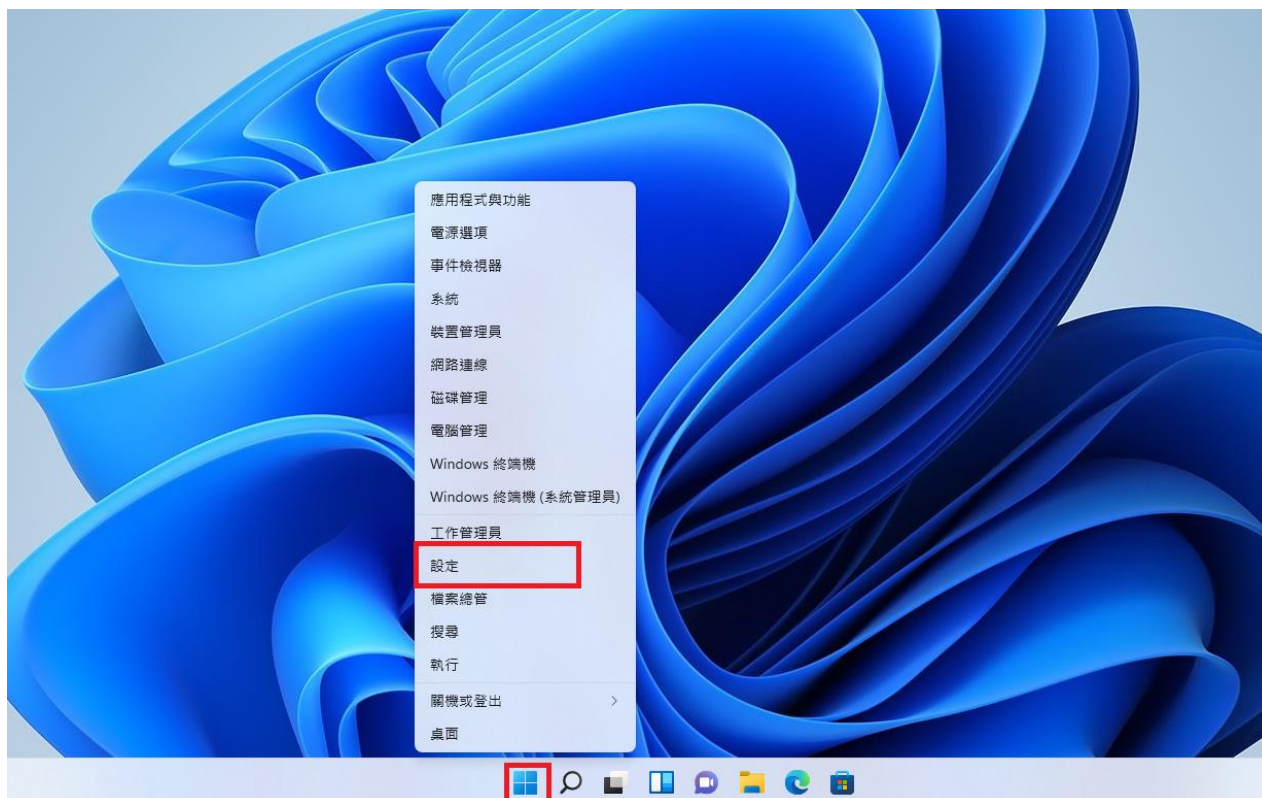 應用程式與功能
電源選項
事件檢視器
系統
裝置管理員
網路連線
磁碟管理
電腦管理
Windows 終端機
Windows 終端機 (系統管理員)
工作管理員
設定
檔案總管
搜尋
執行
關機或登出
桌面